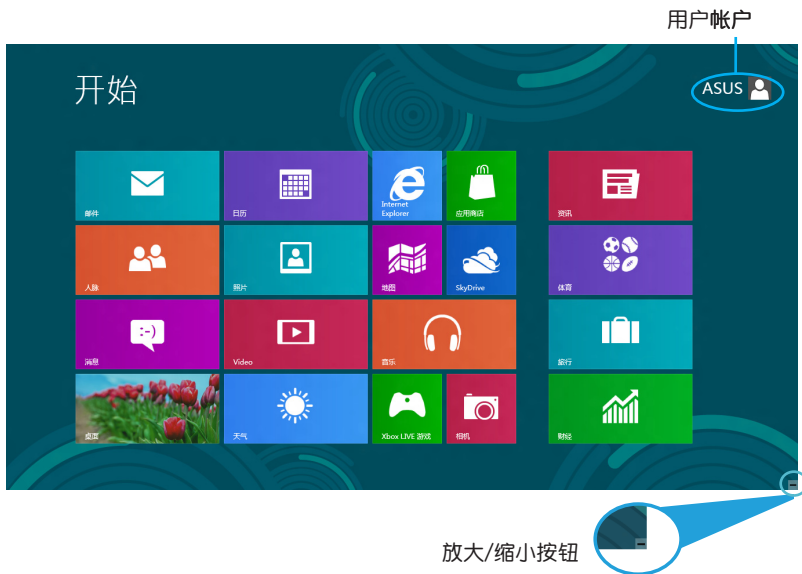 用户帐户
开始
ASUS
邮件
日历
Internet
Explorer
应用商店
资讯
人脉
照片
地图
SkyDrive
体育
消息
Video
音乐
旅行
桌面
天气
Xbox LIVE 游戏
相机
财经
放大/缩小按钮